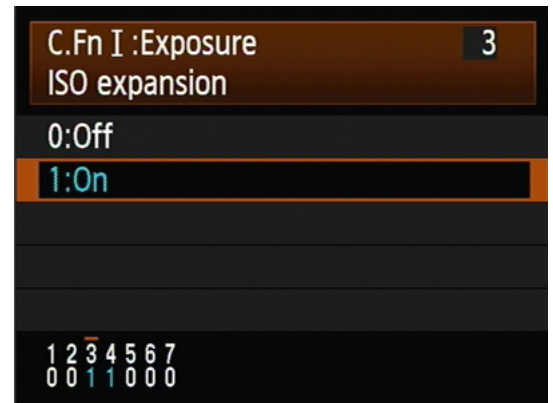 C.Fn I :Exposure 3
ISO expansion
0:Off
1:On
1 2 3 4 5 6 7
0 0 1 1 0 0 0